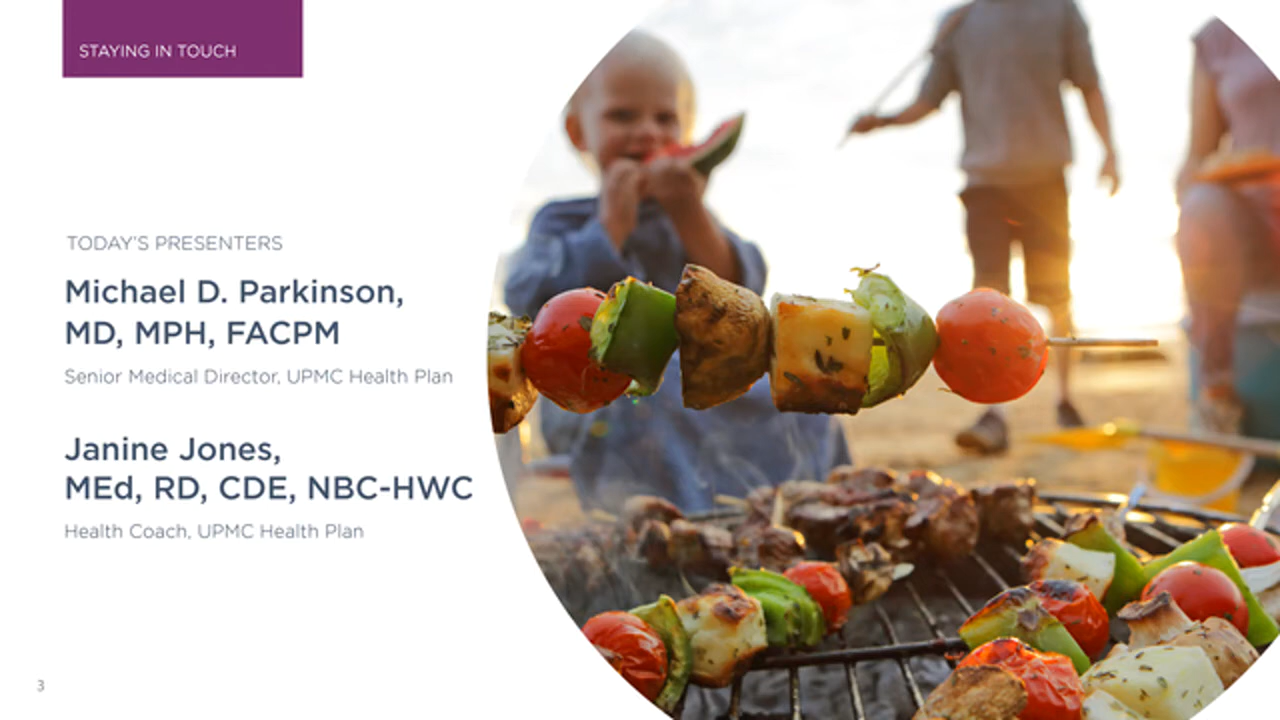 STAYING IN TOUCH
TODAY'S PRESENTERS
Michael D. Parkinson,
MD, MPH, FACPM
Senior Medical Director, UPMC Health Plan
Janine Jones,
MEd, RD, CDE, NBC-HWC
Health Coach, UPMC Health Plan
3